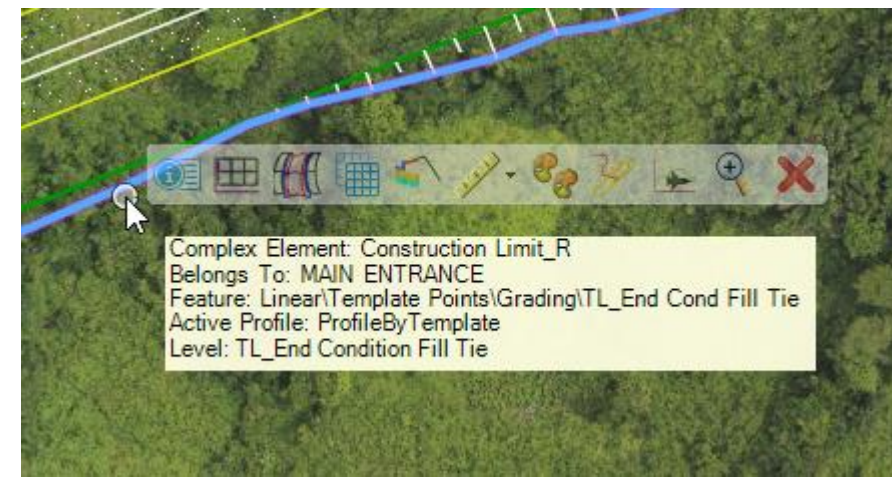 Complex Element: Construction Limit_R
Belongs To: MAIN ENTRANCE
Feature: Linear\Template Points\Grading\TL_End Cond Fill Tie
Active Profile: ProfileByTemplate
Level: TL_End Condition Fill Tie